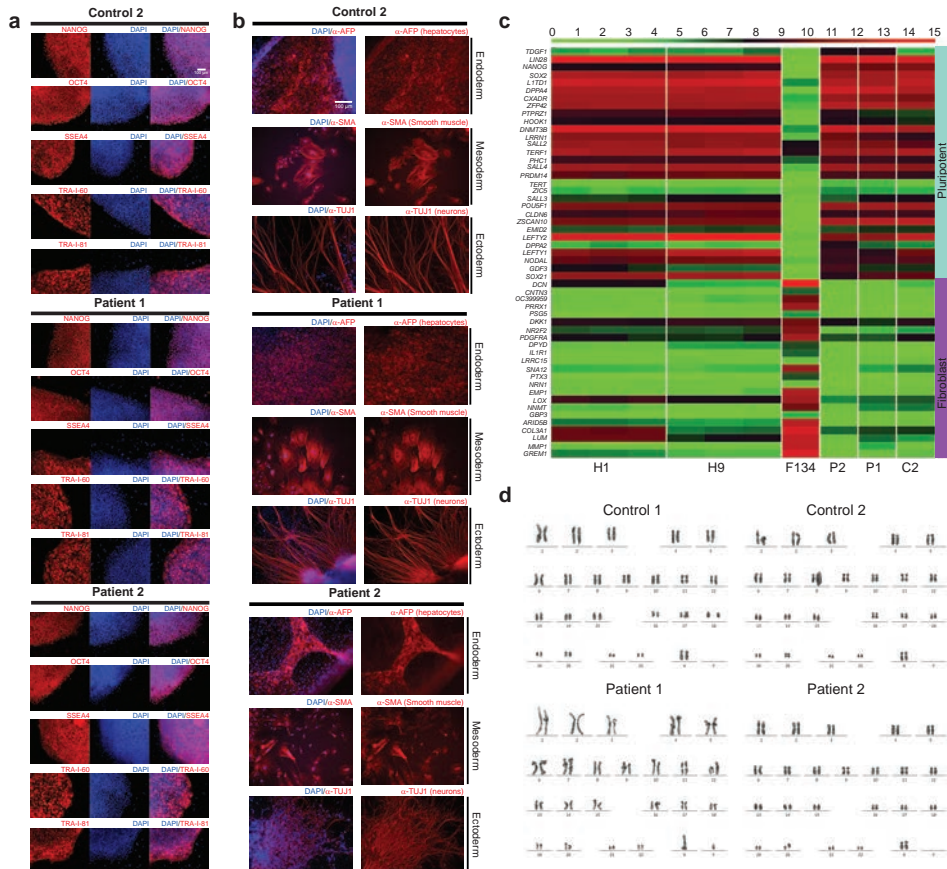 a
Control 2
NANOG DAPI DAPI/NANOG
100 µm
OCT4 DAPI DAPI/OCT4
SSEA4 DAPI DAPI/SSEA4
TRA-I-60 DAPI DAPI/TRA-I-60
TRA-I-81 DAPI DAPI/TRA-I-81
Patient 1
NANOG DAPI DAPI/NANOG
OCT4 DAPI DAPI/OCT4
SSEA4 DAPI DAPI/SSEA4
TRA-I-60 DAPI DAPI/TRA-I-60
TRA-I-81 DAPI DAPI/TRA-I-81
Patient 2
NANOG DAPI DAPI/NANOG
OCT4 DAPI DAPI/OCT4
SSEA4 DAPI DAPI/SSEA4
TRA-I-60 DAPI DAPI/TRA-I-60
TRA-I-81 DAPI DAPI/TRA-I-81
b
Control 2
DAPI/α-AFP α-AFP (hepatocytes)
100 µm
Endoderm
DAPI/α-SMA α-SMA (Smooth muscle)
Mesoderm
DAPI/α-TUJ1 α-TUJ1 (neurons)
Ectoderm
Patient 1
DAPI/α-AFP α-AFP (hepatocytes)
Endoderm
DAPI/α-SMA α-SMA (Smooth muscle)
Mesoderm
DAPI/α-TUJ1 α-TUJ1 (neurons)
Ectoderm
Patient 2
DAPI/α-AFP α-AFP (hepatocytes)
Endoderm
DAPI/α-SMA α-SMA (Smooth muscle)
Mesoderm
DAPI/α-TUJ1 α-TUJ1 (neurons)
Ectoderm
c
0 1 2 3 4 5 6 7 8 9 10 11 12 13 14 15
TDGF1
LIN28
NANOG
SOX2
L1TD1
DPPA4
CXADR
ZFP42
PTPRZ1
HOOK1
DNMT3B
LRRN1
SALL2
TERF1
PHC1
SALL4
PRDM14
TERT
ZIC5
SALL3
POU5F1
CLDN6
ZSCAN10
EMID2
LEFTY2
DPPA2
LEFTY1
NODAL
GDF3
SOX21
DCN
CNTN3
OC399959
PRRX1
PSG5
DKK1
NR2F2
PDGFRA
DPYD
IL1R1
LRRC15
SNA12
PTX3
NRN1
EMP1
LOX
NNMT
GBP3
ARID5B
COL3A1
LUM
MMP1
GREM1
Pluripotent
Fibroblast
H1 H9 F134 P2 P1 C2
d
Control 1
Control 2
Patient 1
Patient 2